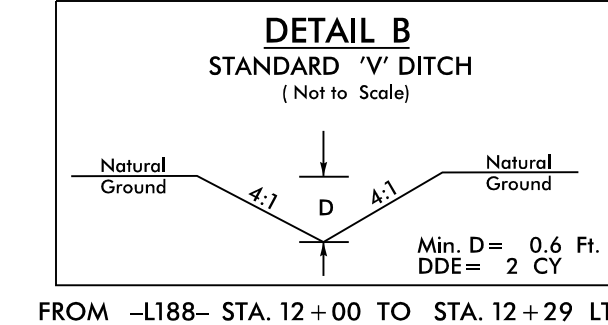 DETAIL B
STANDARD 'V' DITCH
( Not to Scale)
Natural
Ground
4:1
D
4:1
Natural
Ground
Min. D= 0.6 Ft.
DDE= 2 CY
FROM -L188- STA. 12+00 TO STA. 12+29 LT